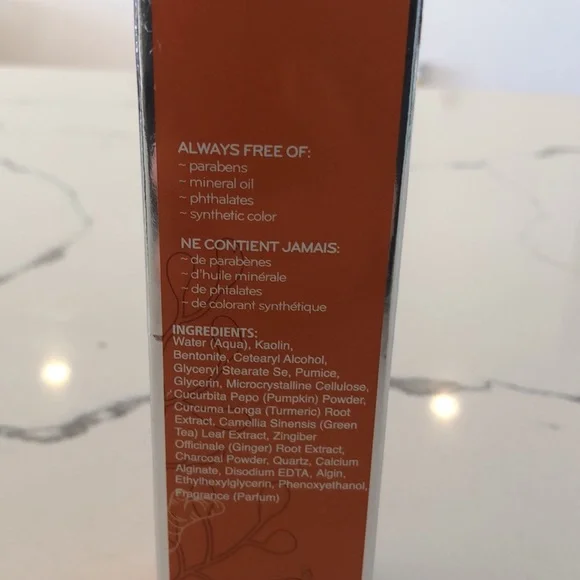 ALWAYS FREE OF:
~ parabens
~ mineral oil
~ phthalates
~ synthetic color
NE CONTIENT JAMAIS:
~ de parabènes
~ d'huile minérale
~ de phtalates
~ de colorant synthétique
INGREDIENTS:
Water (Aqua), Kaolin,
Bentonite, Cetearyl Alcohol,
Glyceryl Stearate Se, Pumice,
Glycerin, Microcrystalline Cellulose,
Cucurbita Pepo (Pumpkin) Powder,
Curcuma Longa (Turmeric) Root
Extract, Camellia Sinensis (Green
Tea) Leaf Extract, Zingiber
Officinale (Ginger) Root Extract,
Charcoal Powder, Quartz, Calcium
Alginate, Disodium EDTA, Algin,
Ethylhexylglycerin, Phenoxyethanol,
Fragrance (Parfum)